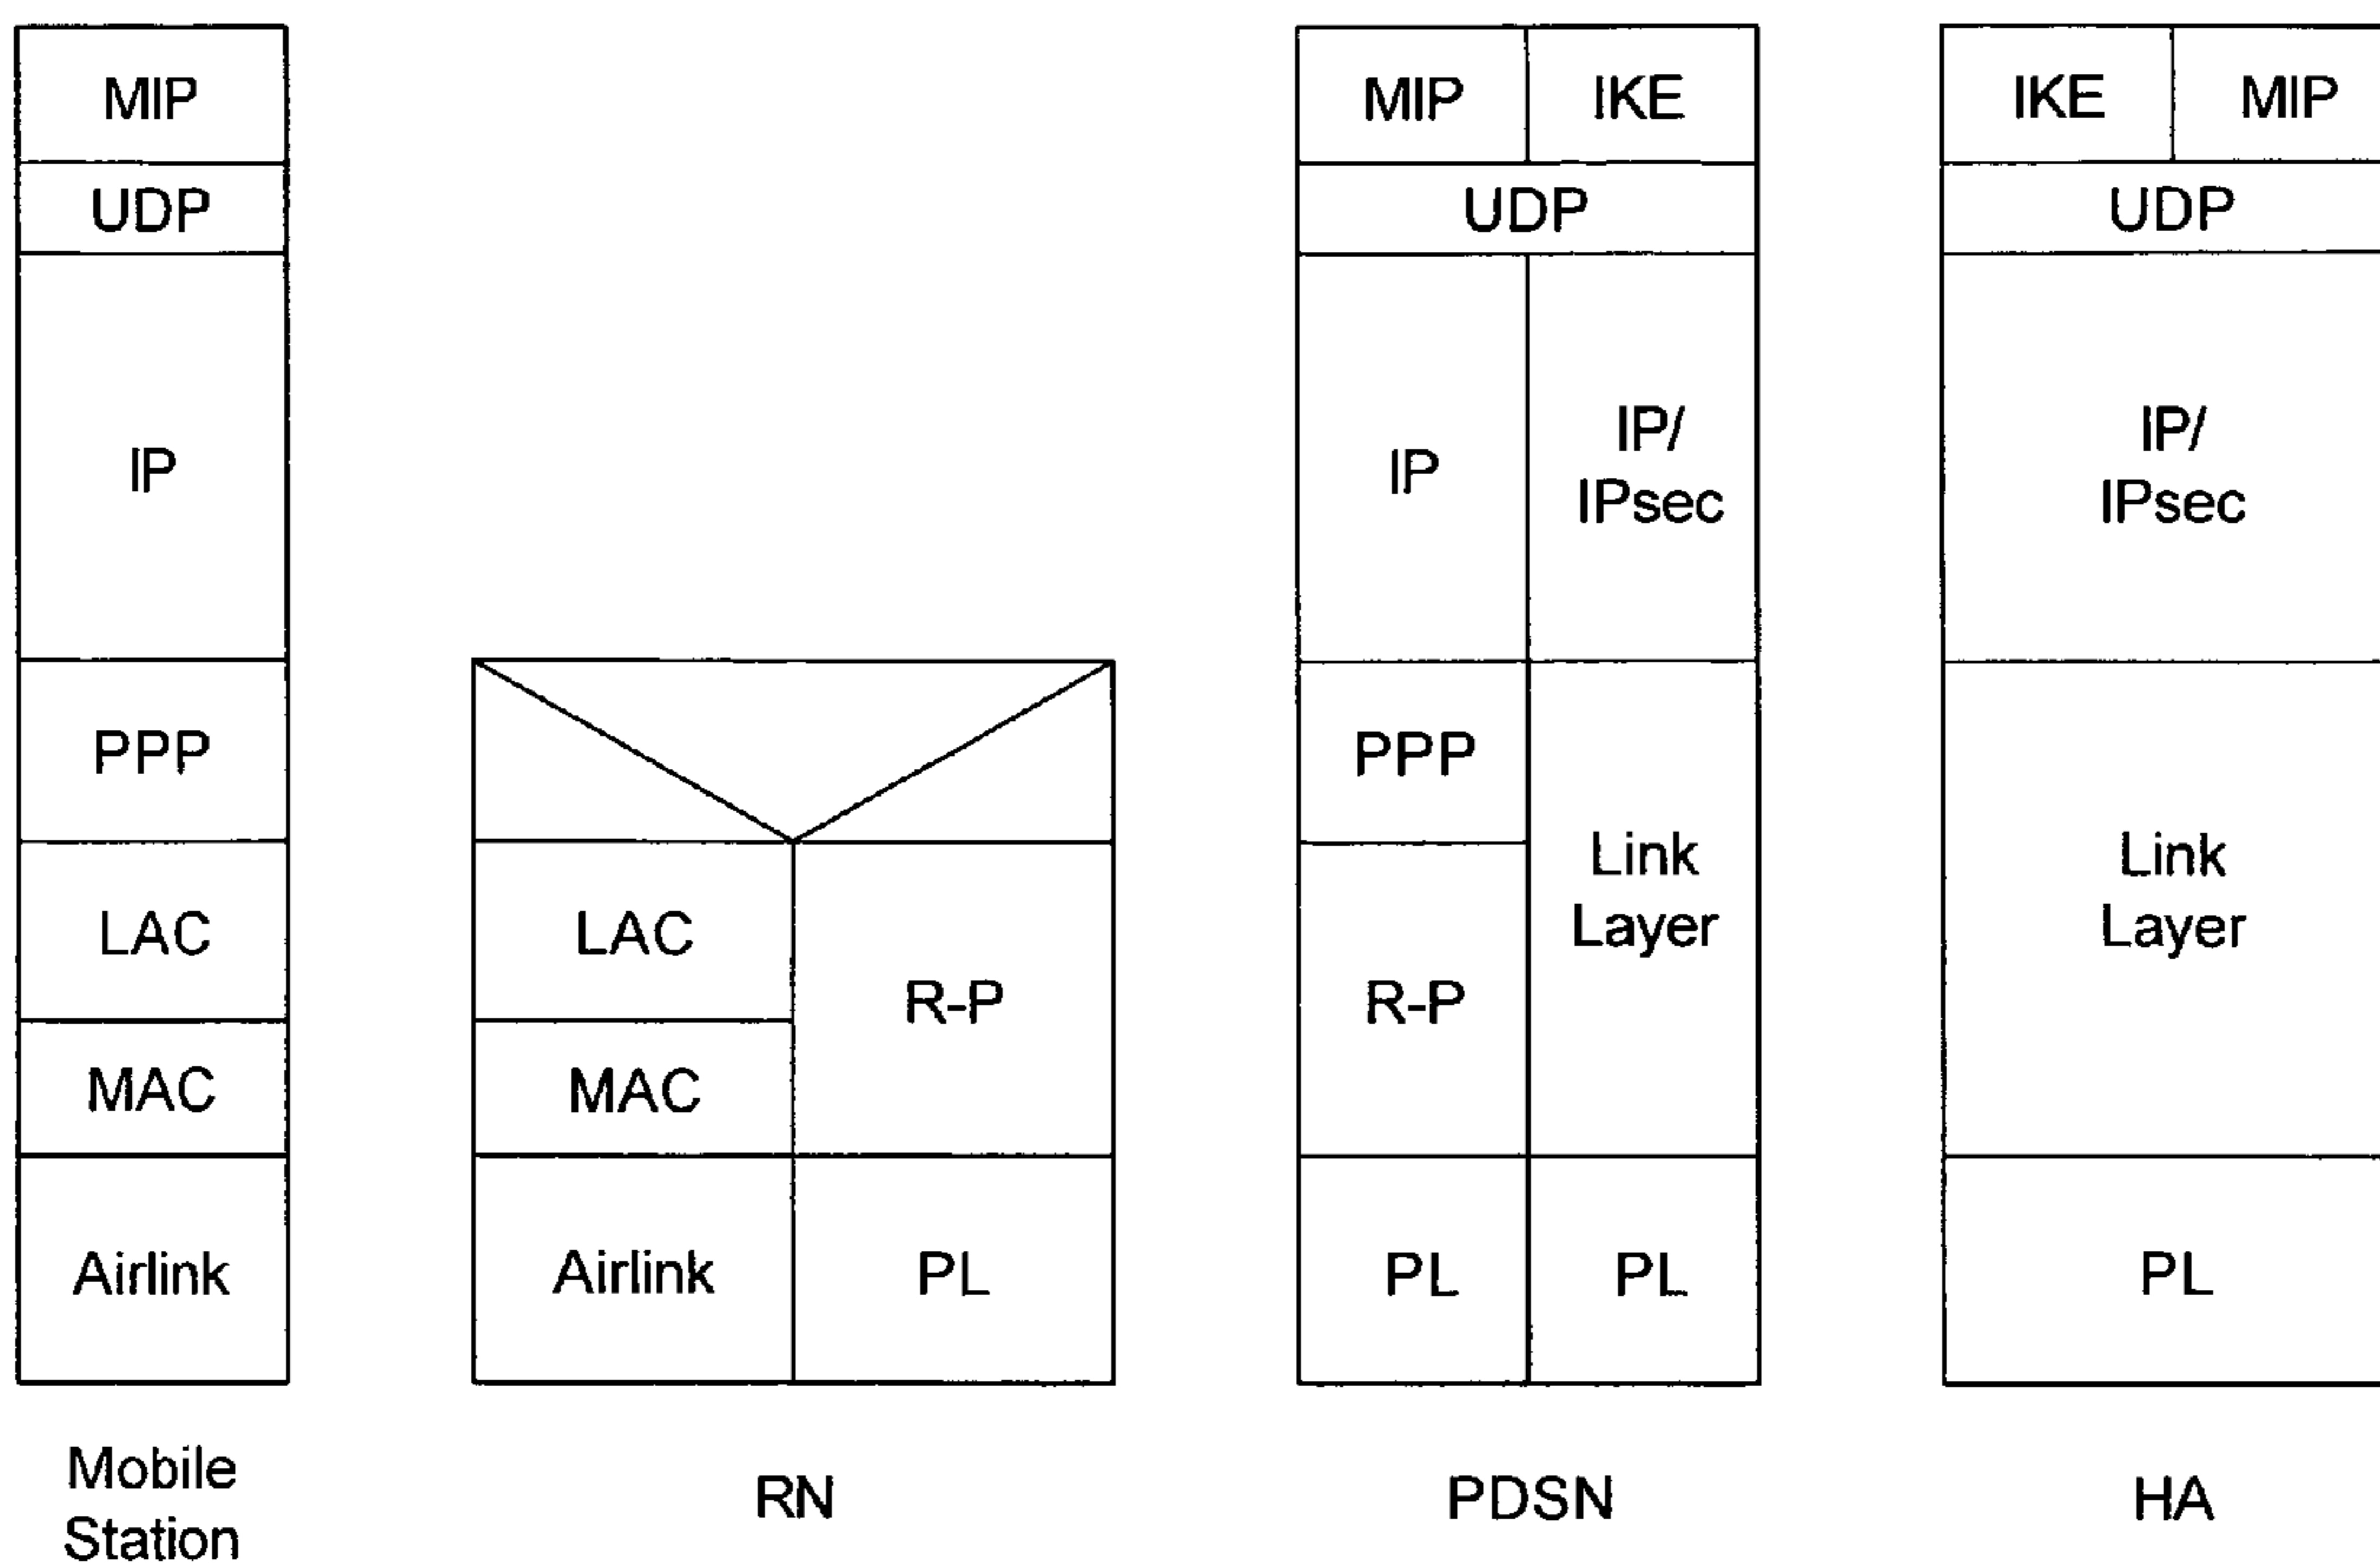 MIP
UDP
IP
PPP
LAC
MAC
Airlink
Mobile
Station
LAC
MAC
Airlink
R-P
PL
RN
MIP
IKE
UDP
IP
IP/
IPsec
PPP
R-P
Link
Layer
PL
PL
PDSN
IKE
MIP
UDP
IP/
IPsec
Link
Layer
PL
HA